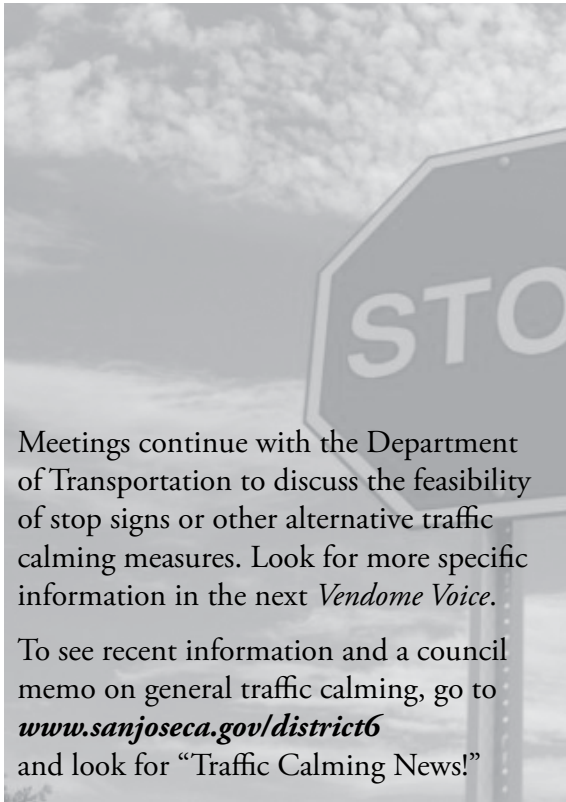 STO
Meetings continue with the Department
of Transportation to discuss the feasibility
of stop signs or other alternative traffic
calming measures. Look for more specific
information in the next Vendome Voice.
To see recent information and a council
memo on general traffic calming, go to
www.sanjoseca.gov/district6
and look for “Traffic Calming News!”